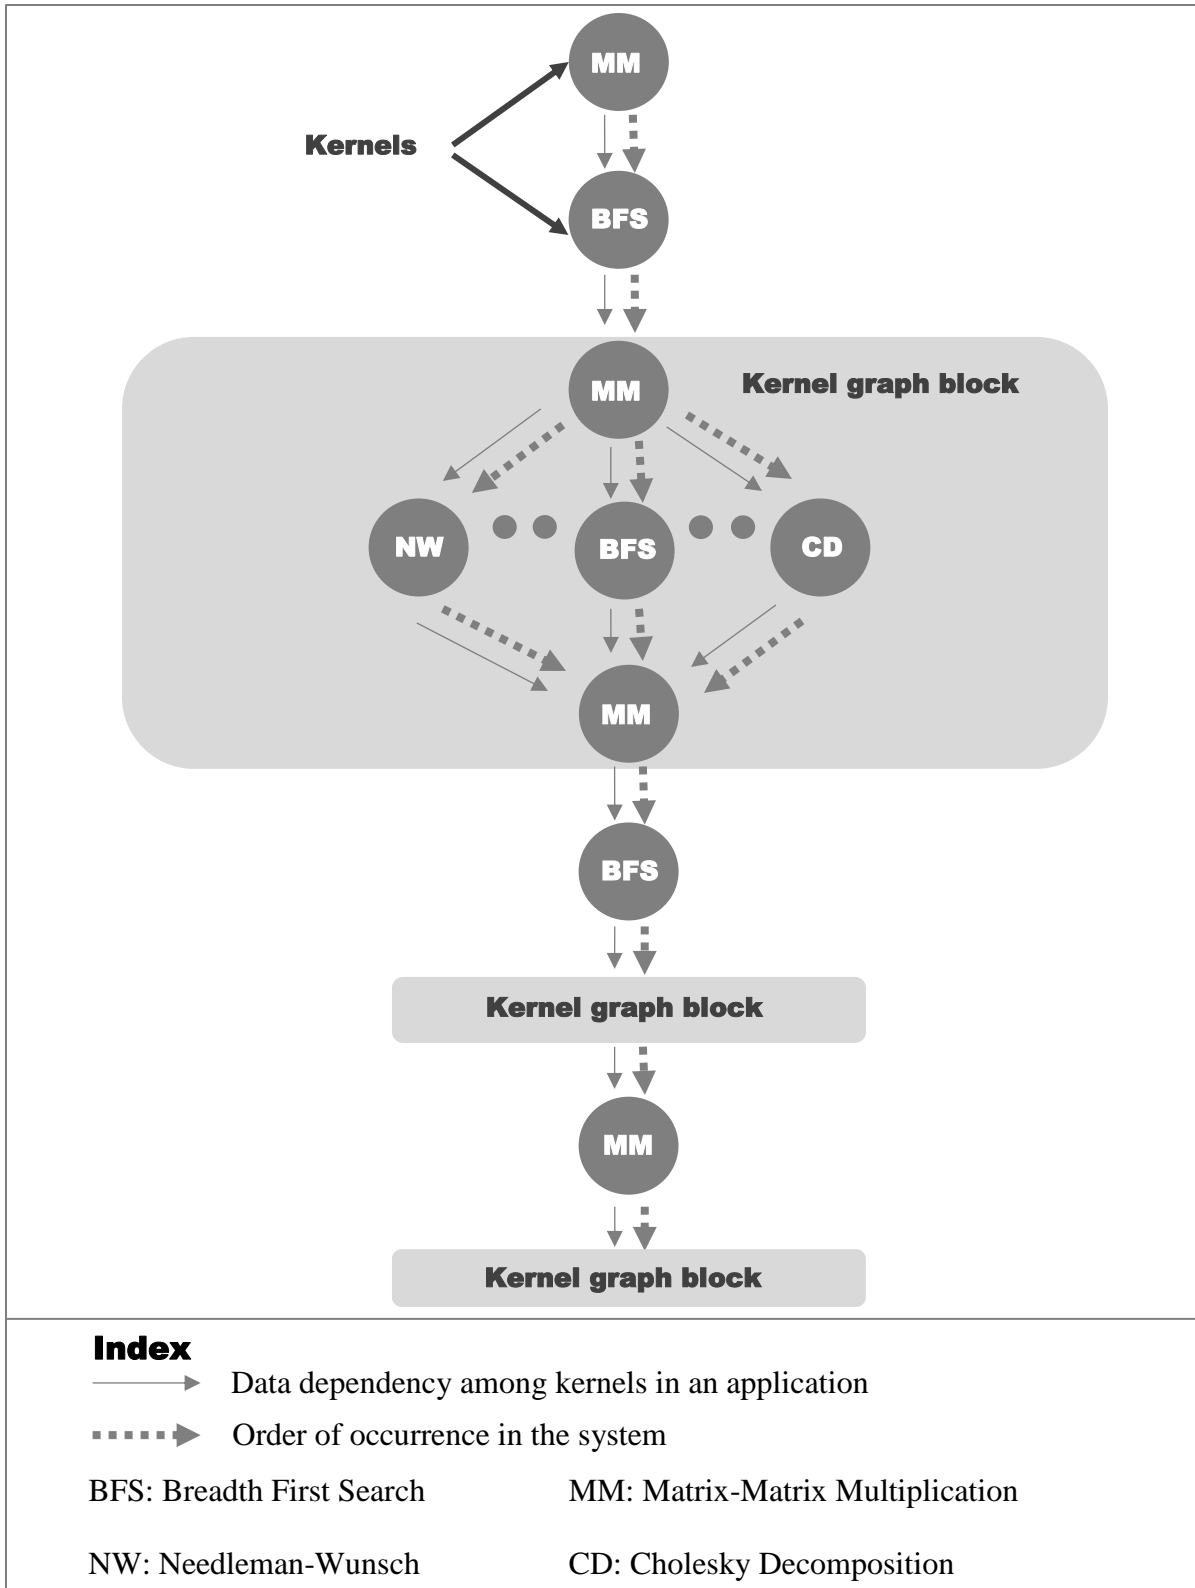 MM
Kernels
BFS
MM
Kernel graph block
NW
BFS
CD
MM
BFS
Kernel graph block
MM
Kernel graph block
Index
Data dependency among kernels in an application
Order of occurrence in the system
BFS: Breadth First Search
MM: Matrix-Matrix Multiplication
NW: Needleman-Wunsch
CD: Cholesky Decomposition